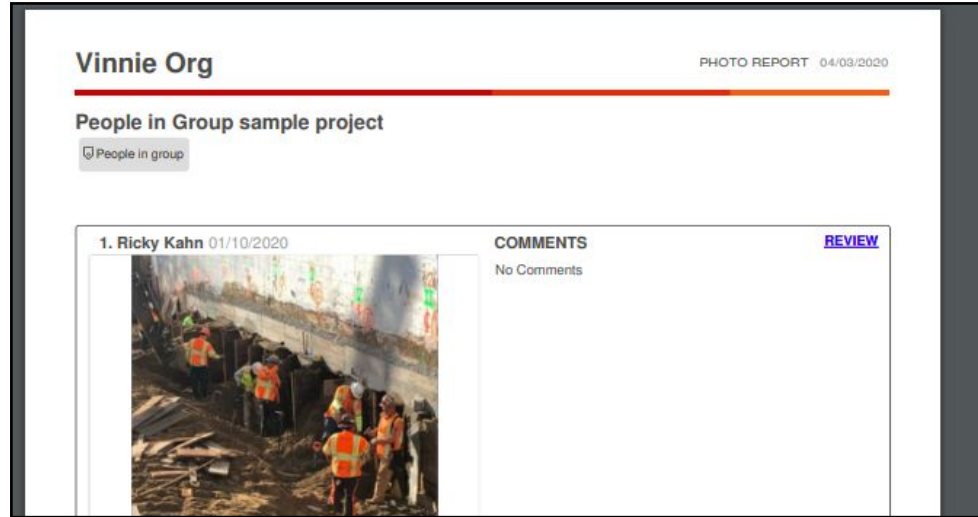 Vinnie Org
PHOTO REPORT 04/03/2020
People in Group sample project
People in group
1. Ricky Kahn 01/10/2020
COMMENTS
REVIEW
No Comments